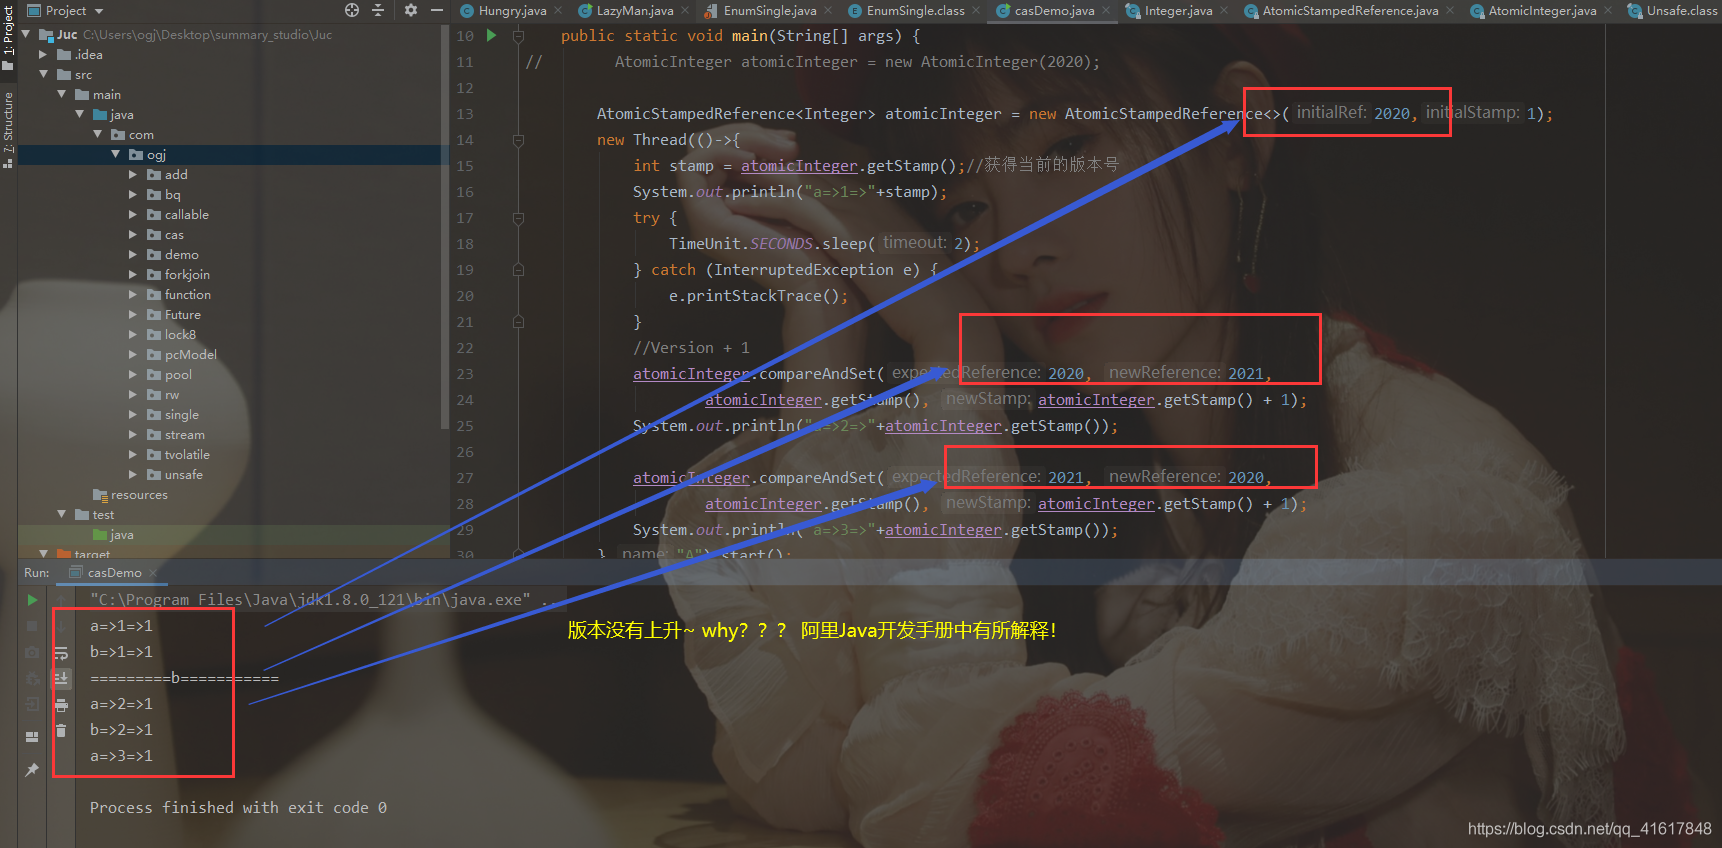 Project
Hungry.java
LazyMan.java
EnumSingle.java
EnumSingle.class
casDemo.java
Integer.java
AtomicStampedReference.java
AtomicInteger.java
Unsafe.class
1: Project
7: Structure
Juc C:\Users\ogj\Desktop\summary_studio\Juc
.idea
src
main
java
com
ogj
add
bq
callable
cas
demo
forkjoin
function
Future
lock8
pcModel
pool
rw
single
stream
tvolatile
unsafe
resources
test
java
target
10 public static void main(String[] args) {
11 // AtomicInteger atomicInteger = new AtomicInteger(2020);
12
13 AtomicStampedReference<Integer> atomicInteger = new AtomicStampedReference<>( initialRef: 2020, initialStamp: 1);
14 new Thread(()->{
15 int stamp = atomicInteger.getStamp();//获得当前的版本号
16 System.out.println("a=>1=>"+stamp);
17 try {
18 TimeUnit.SECONDS.sleep( timeout: 2);
19 } catch (InterruptedException e) {
20 e.printStackTrace();
21 }
22 //Version + 1
23 atomicInteger.compareAndSet( expectedReference: 2020, newReference: 2021,
24 atomicInteger.getStamp(), newStamp: atomicInteger.getStamp() + 1);
25 System.out.println("a=>2=>"+atomicInteger.getStamp());
26
27 atomicInteger.compareAndSet( expectedReference: 2021, newReference: 2020,
28 atomicInteger.getStamp(), newStamp: atomicInteger.getStamp() + 1);
29 System.out.println("a=>3=>"+atomicInteger.getStamp());
30 }, name: "A").start();
Run: casDemo
"C:\Program Files\Java\jdk1.8.0_121\bin\java.exe" ...
a=>1=>1
b=>1=>1
=========b===========
a=>2=>1
b=>2=>1
a=>3=>1
Process finished with exit code 0
版本没有上升~ why？？？ 阿里Java开发手册中有所解释！
https://blog.csdn.net/qq_41617848